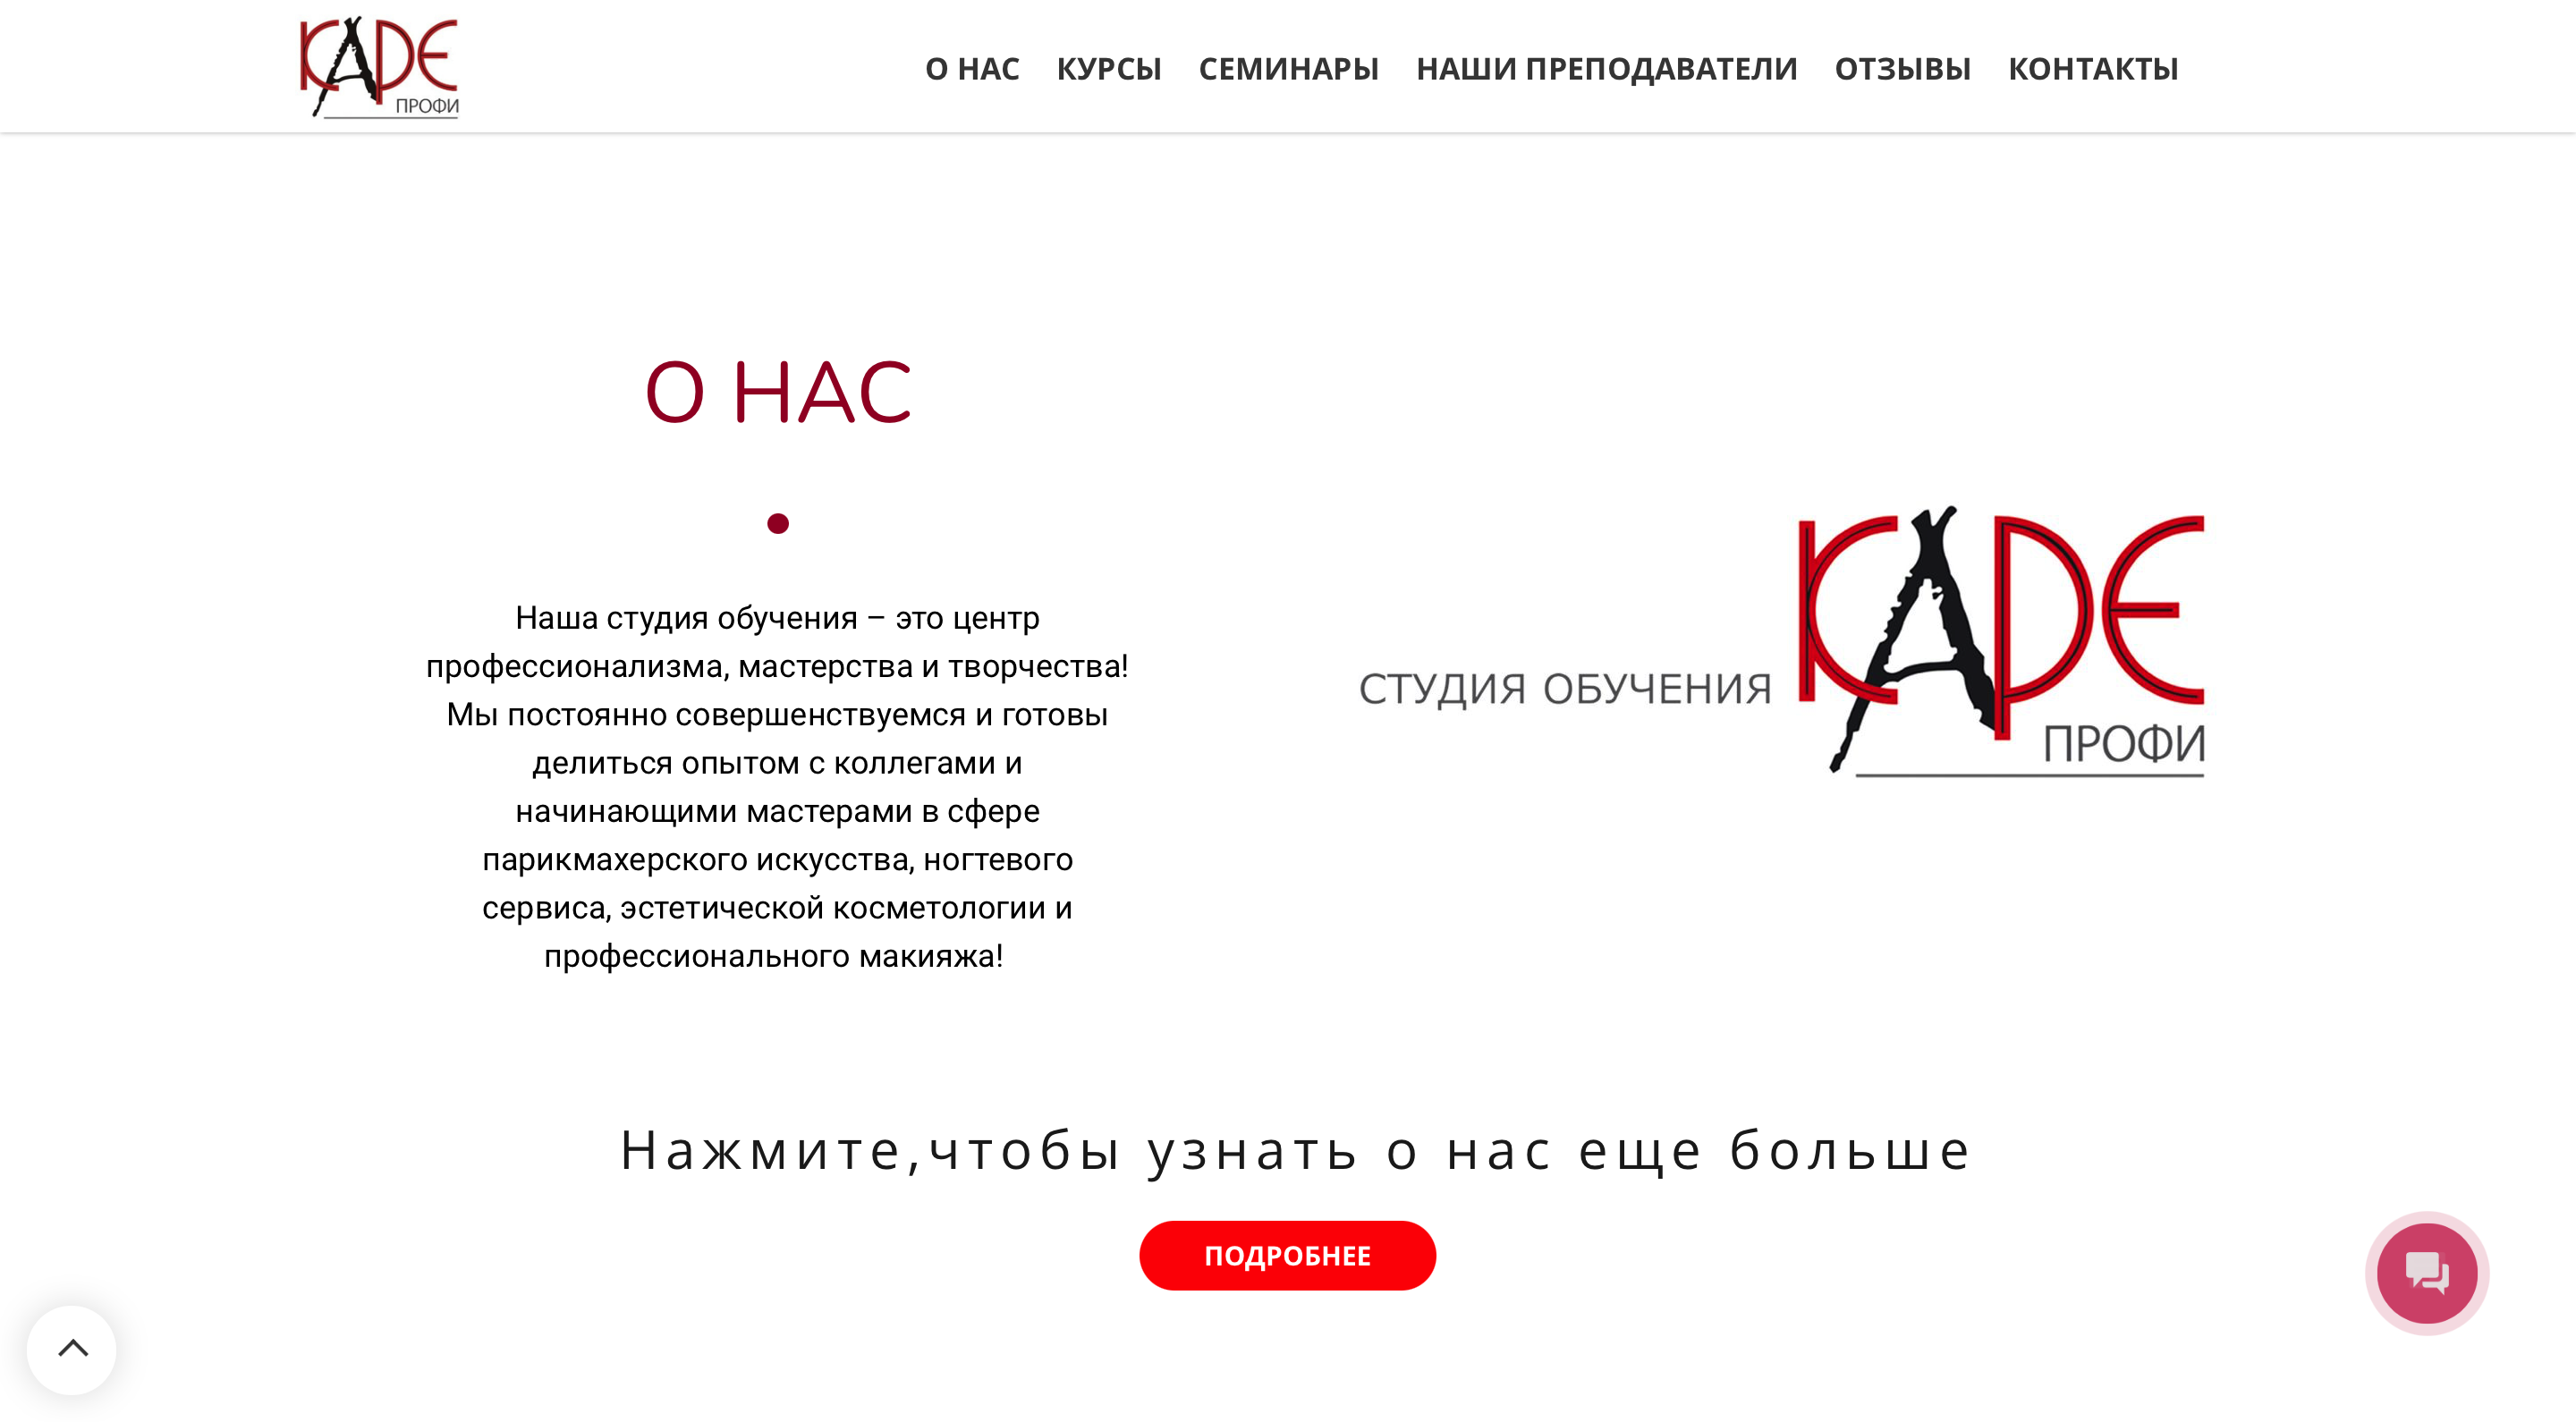 КАРЕ
ПРОФИ
О НАС КУРСЫ СЕМИНАРЫ НАШИ ПРЕПОДАВАТЕЛИ ОТЗЫВЫ КОНТАКТЫ
О НАС
Наша студия обучения – это центр
профессионализма, мастерства и творчества!
Мы постоянно совершенствуемся и готовы
делиться опытом с коллегами и
начинающими мастерами в сфере
парикмахерского искусства, ногтевого
сервиса, эстетической косметологии и
профессионального макияжа!
СТУДИЯ ОБУЧЕНИЯ КАРЕ
ПРОФИ
Нажмите,чтобы узнать о нас еще больше
ПОДРОБНЕЕ